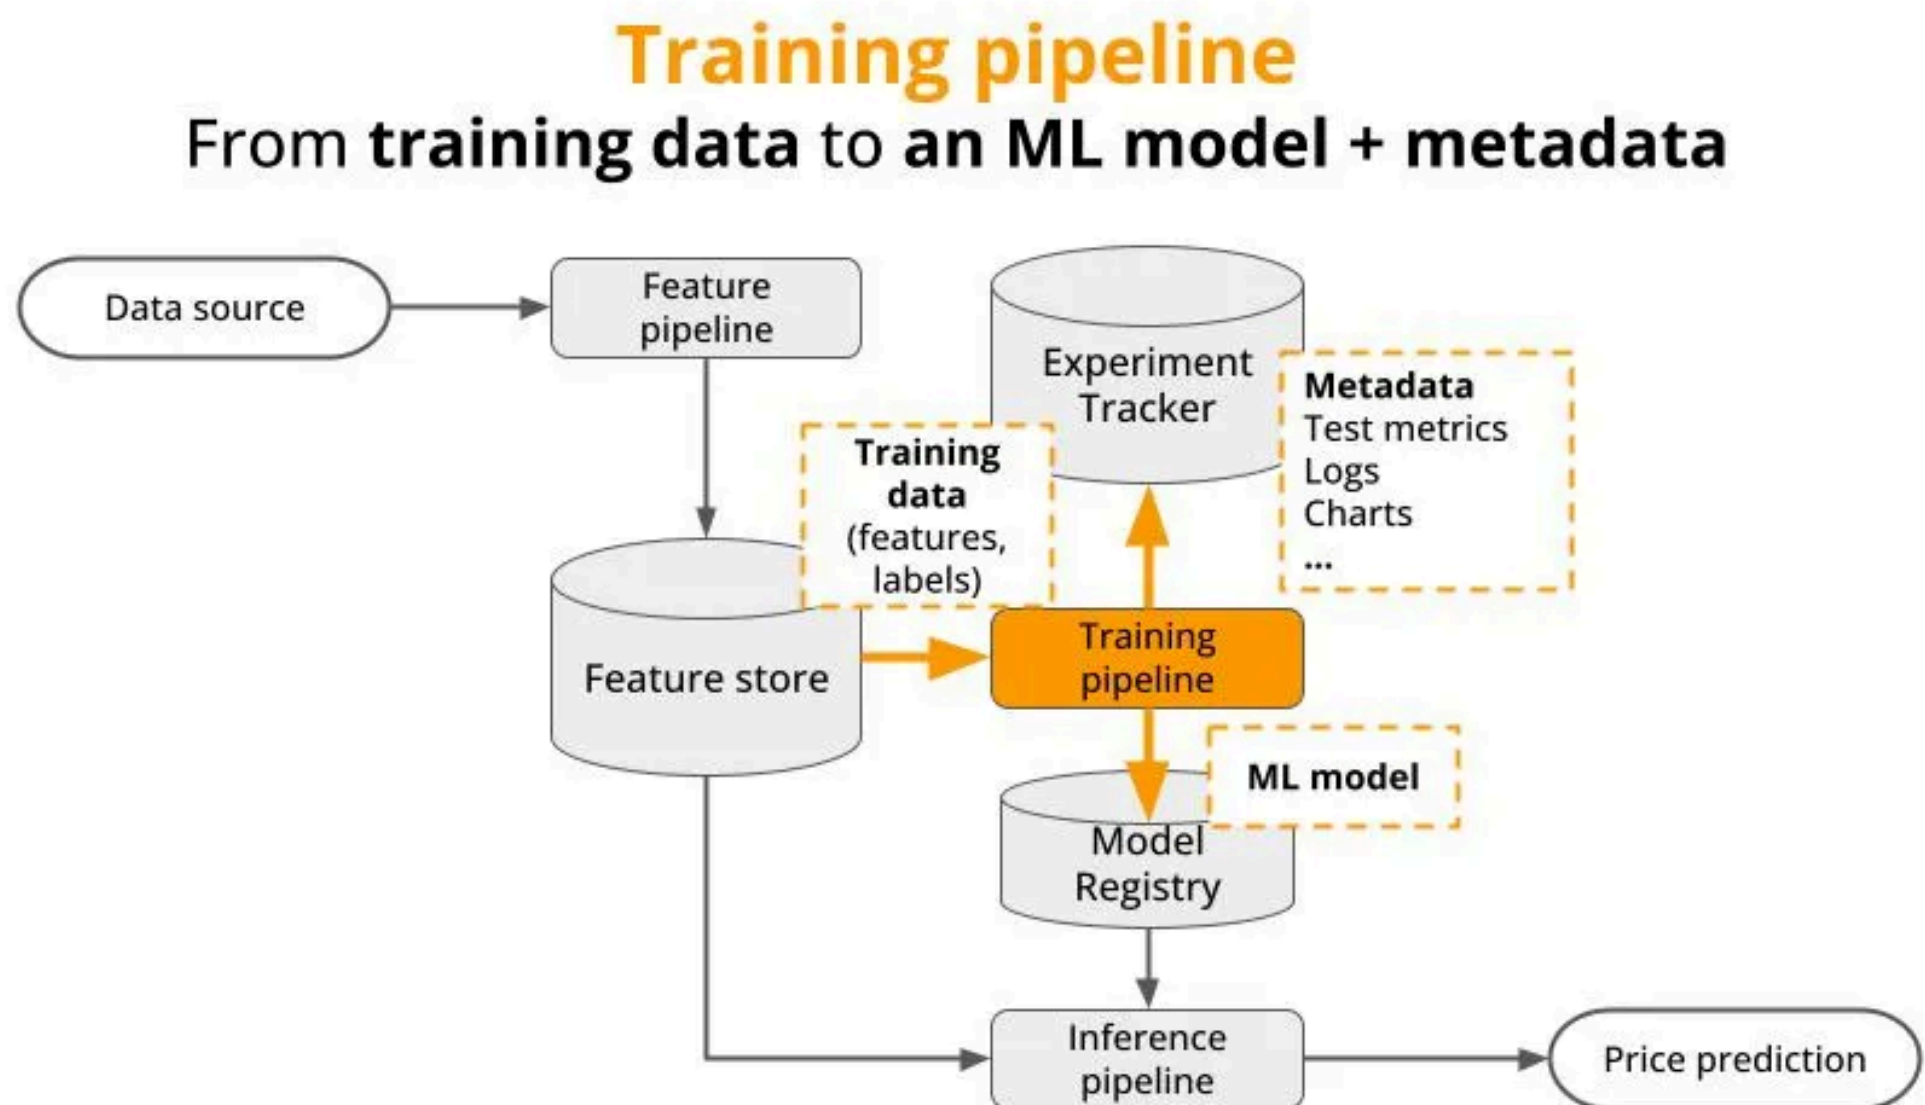 Training pipeline
From training data to an ML model + metadata
Data source
Feature
pipeline
Experiment
Tracker
Metadata
Test metrics
Logs
Charts
...
Training
data
(features,
labels)
Feature store
Training
pipeline
ML model
Model
Registry
Inference
pipeline
Price prediction